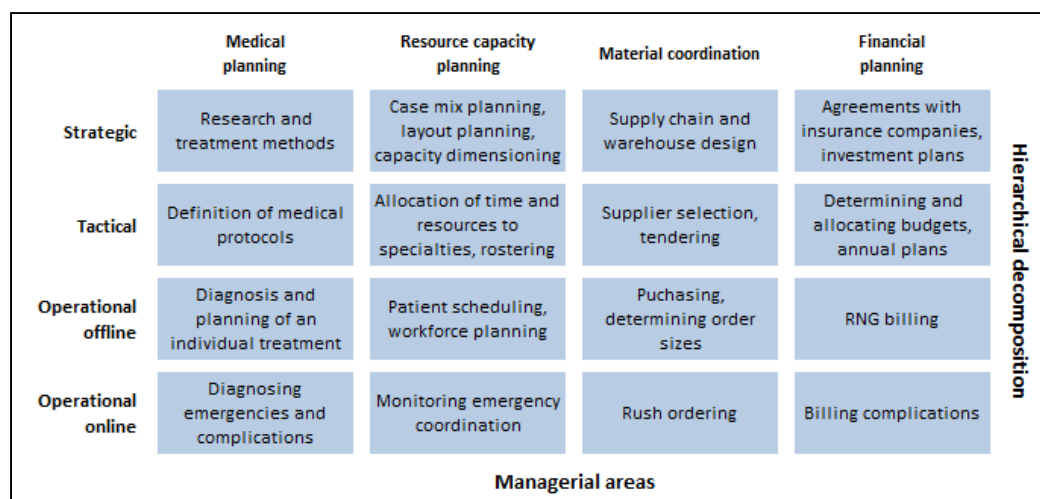 Medical
planning
Resource capacity
planning
Material coordination
Financial
planning
Strategic
Research and
treatment methods
Case mix planning,
layout planning,
capacity dimensioning
Supply chain and
warehouse design
Agreements with
insurance companies,
investment plans
Tactical
Definition of medical
protocols
Allocation of time and
resources to
specialties, rostering
Supplier selection,
tendering
Determining and
allocating budgets,
annual plans
Operational
offline
Diagnosis and
planning of an
individual treatment
Patient scheduling,
workforce planning
Puchasing,
determining order
sizes
RNG billing
Operational
online
Diagnosing
emergencies and
complications
Monitoring emergency
coordination
Rush ordering
Billing complications
Hierarchical decomposition
Managerial areas